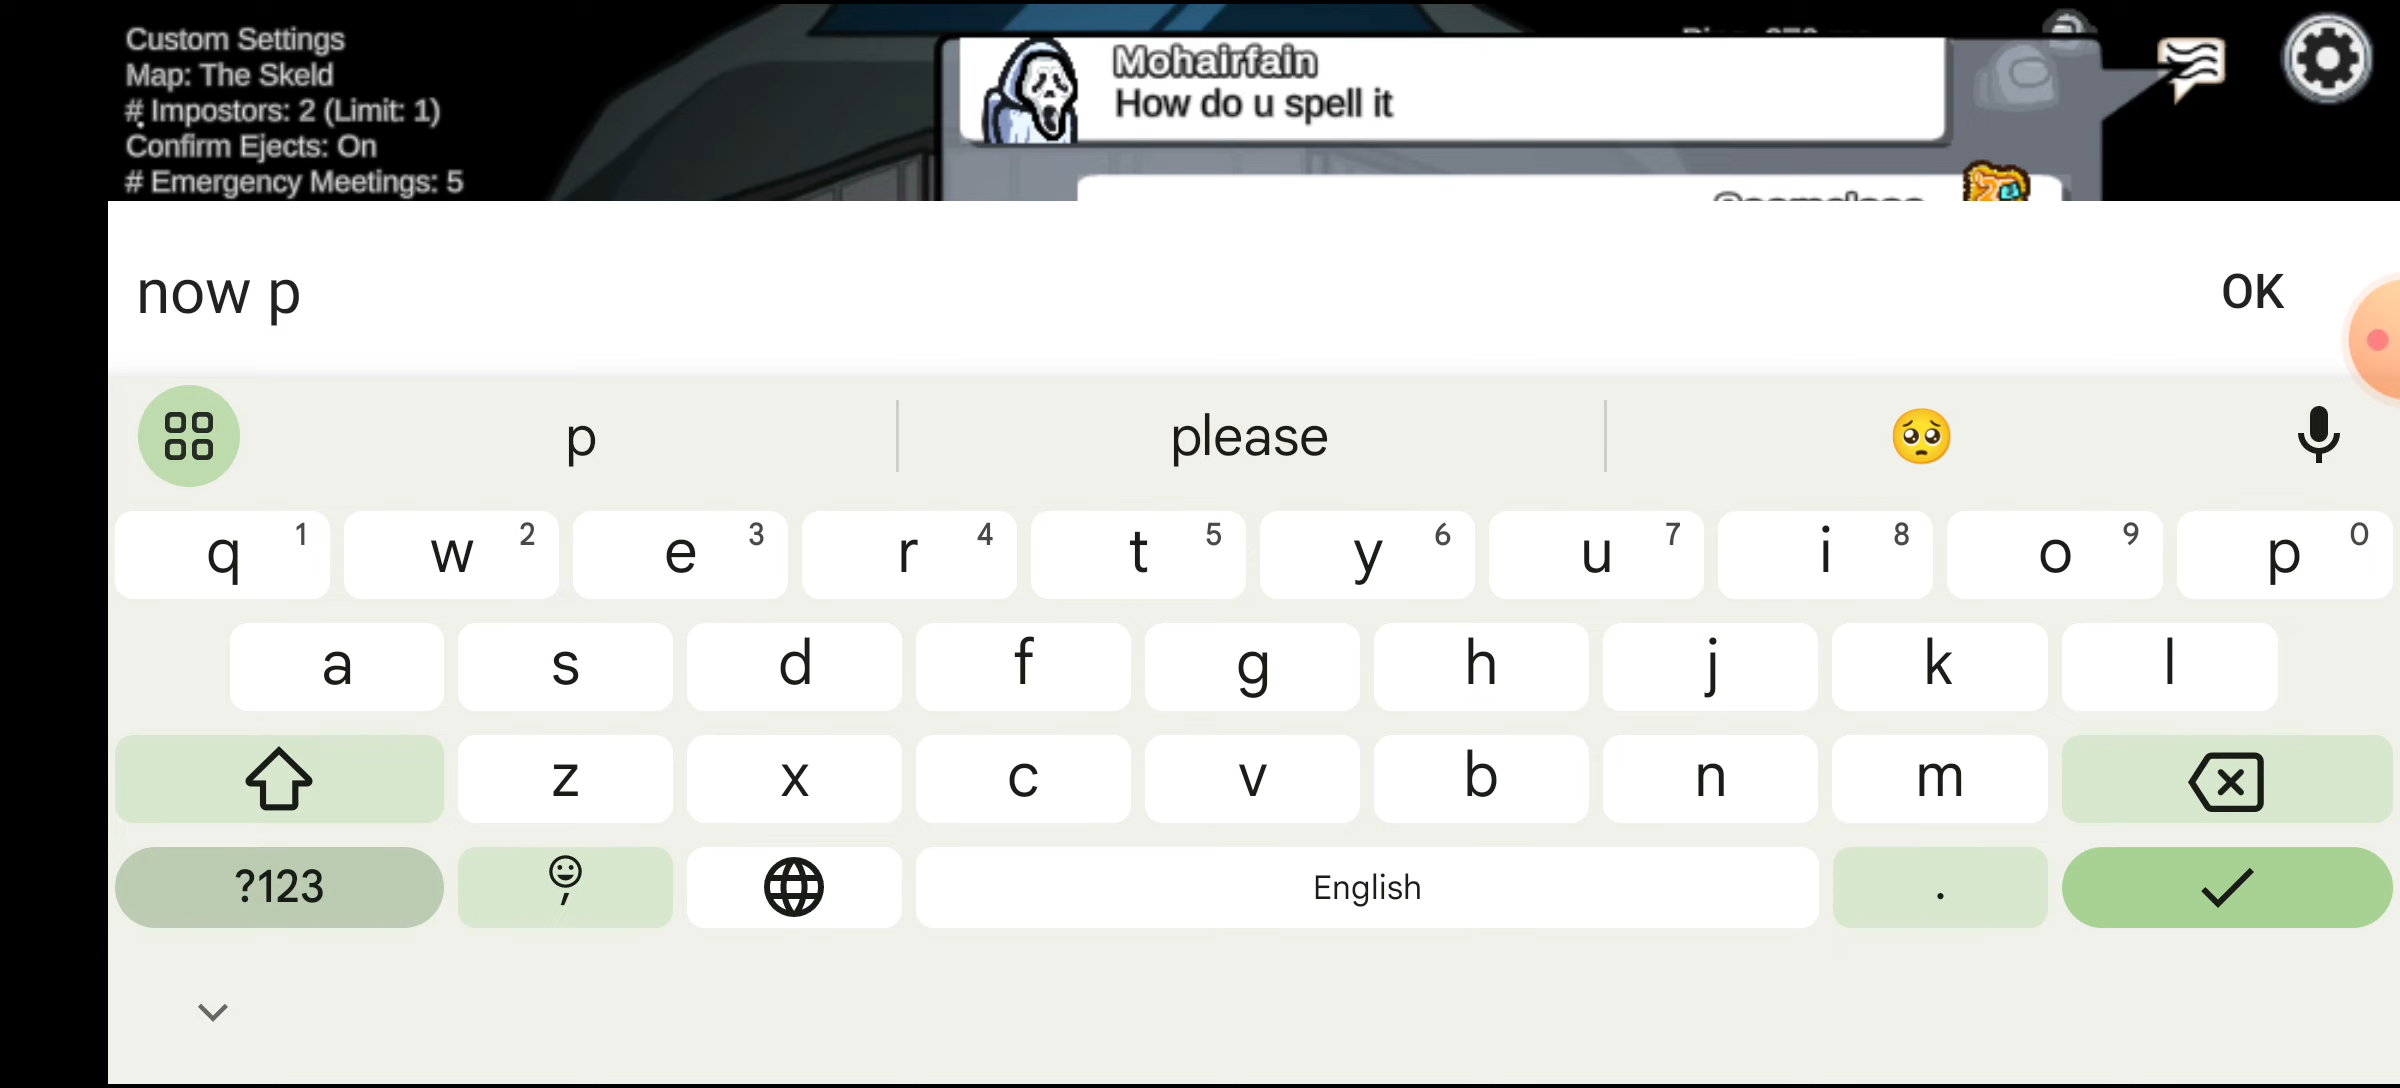 Custom Settings
Map: The Skeld
# Impostors: 2 (Limit: 1)
Confirm Ejects: On
# Emergency Meetings: 5
Mohairfain
How do u spell it
now p
OK
p
please
q 1 w 2 e 3 r 4 t 5 y 6 u 7 i 8 o 9 p 0
a s d f g h j k l
z x c v b n m
?123 , English .